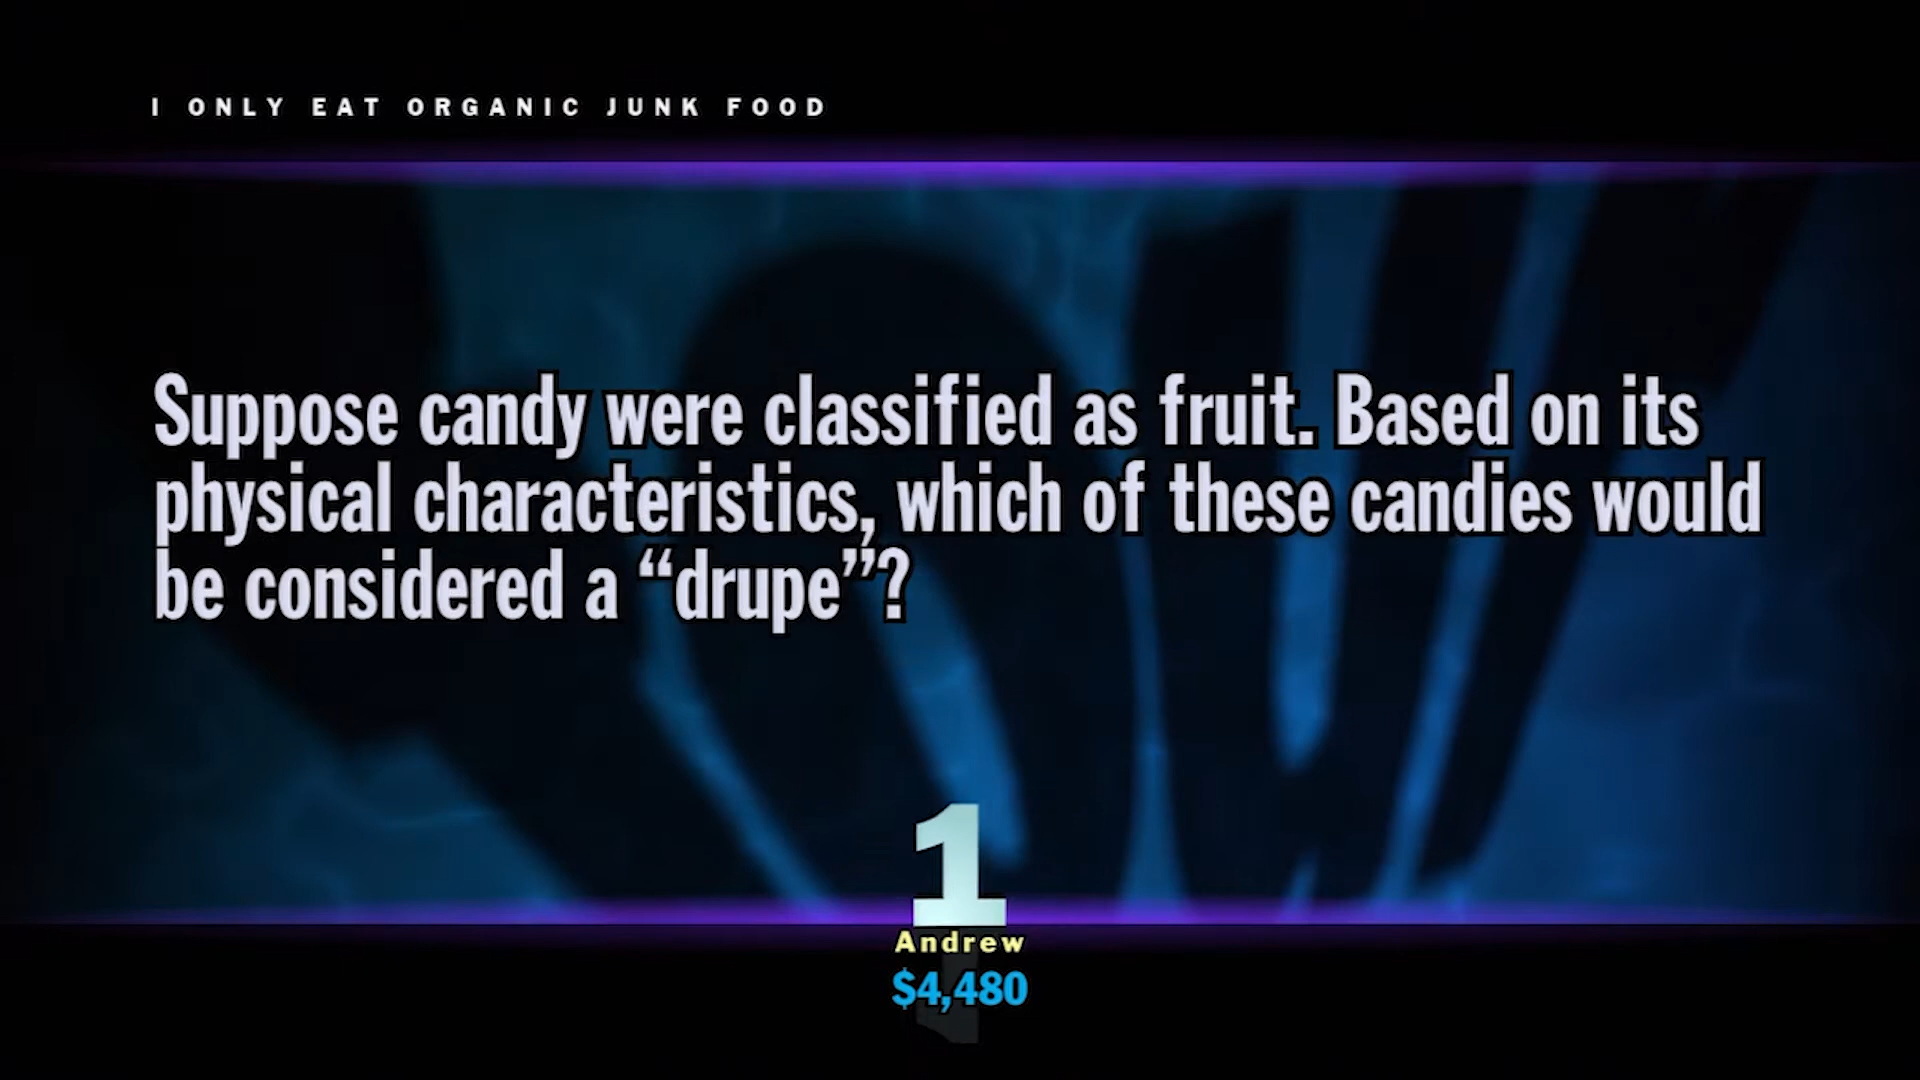 I ONLY EAT ORGANIC JUNK FOOD
Suppose candy were classified as fruit. Based on its
physical characteristics, which of these candies would
be considered a “drupe”?
1
Andrew
$4,480